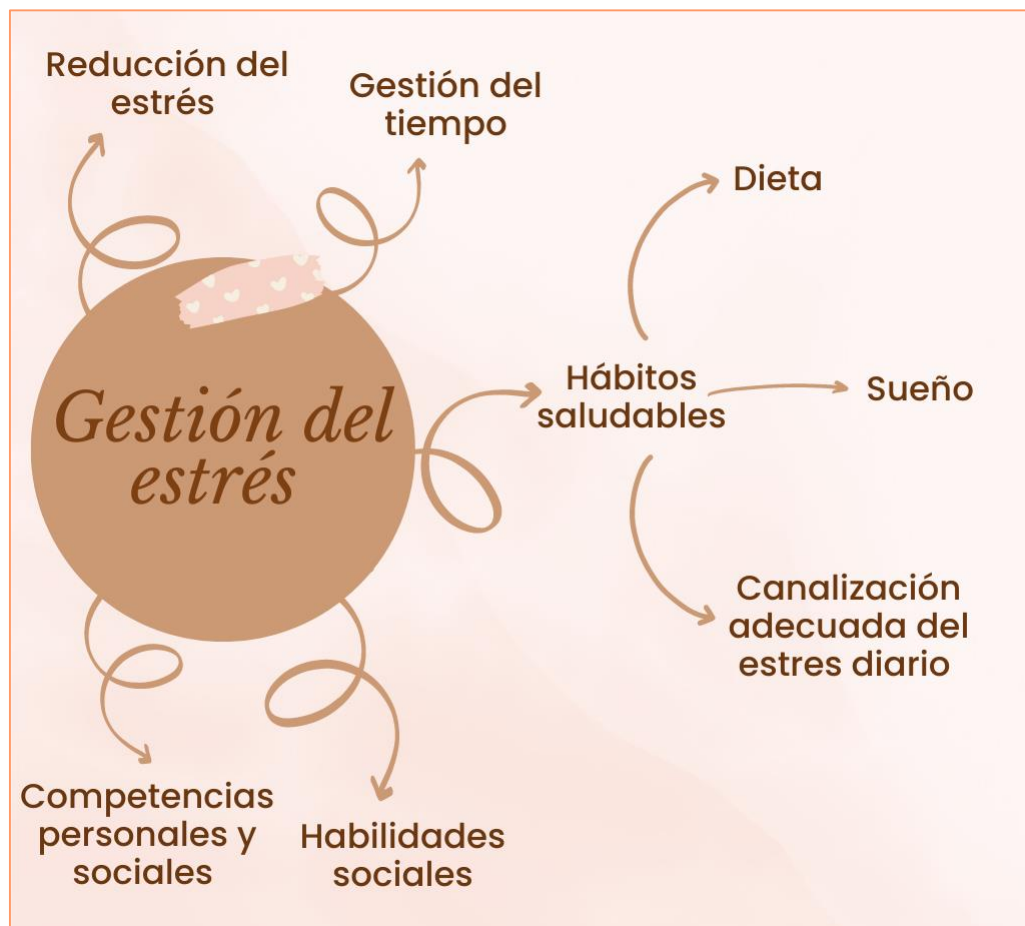 Reducción del
estrés
Gestión del
tiempo
Dieta
Gestión del
estrés
Hábitos
saludables
Sueño
Canalización
adecuada del
estres diario
Competencias
personales y
sociales
Habilidades
sociales